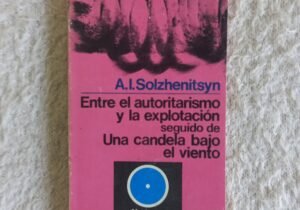 A.I.Solzhenitsyn
Entre el autoritarismo
y la explotación
seguido de
Una candela bajo
el viento